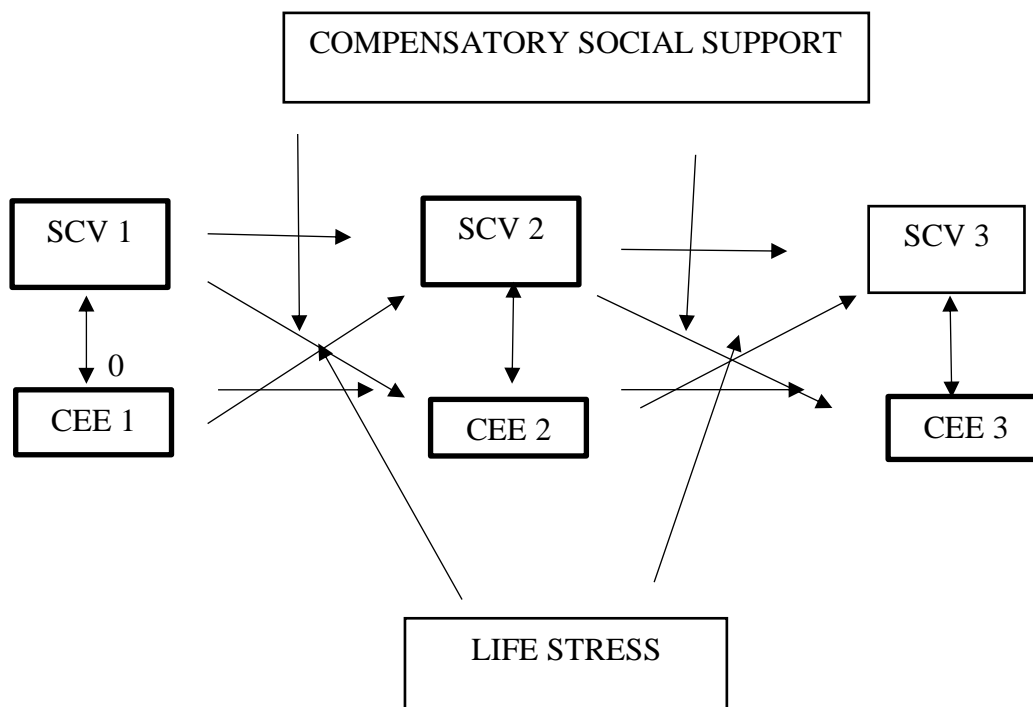 COMPENSATORY SOCIAL SUPPORT
SCV 1
SCV 2
SCV 3
0
CEE 1
CEE 2
CEE 3
LIFE STRESS